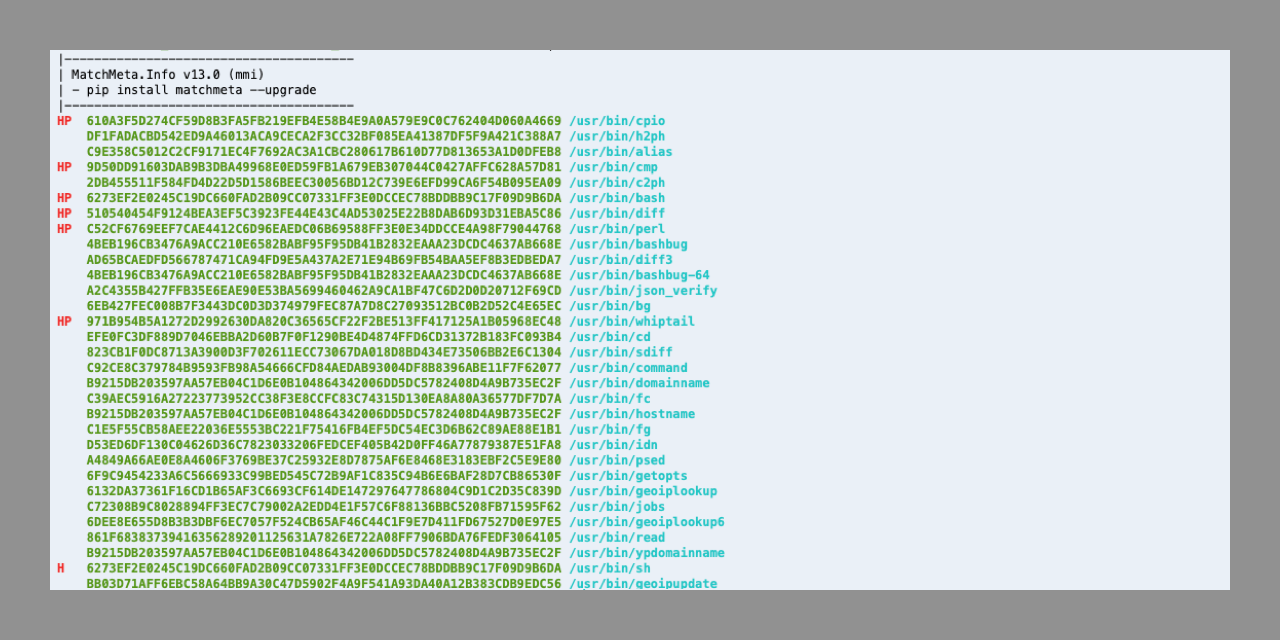 |---------------------------------------
| MatchMeta.Info v13.0 (mmi)
| - pip install matchmeta --upgrade
|---------------------------------------
HP 610A3F5D274CF59D8B3FA5FB219EFB4E58B4E9A0A579E9C0C762404D060A4669 /usr/bin/cpio
DF1FADACBD542ED9A46013ACA9CECA2F3CC32BF085EA41387DF5F9A421C388A7 /usr/bin/h2ph
C9E358C5012C2CF9171EC4F7692AC3A1CBC280617B610D77D813653A1D0DFEB8 /usr/bin/alias
HP 9D50DD91603DAB9B3DBA49968E0ED59FB1A679EB307044C0427AFFC628A57D81 /usr/bin/cmp
2DB455511F584FD4D22D5D1586BEEC30056BD12C739E6EFD99CA6F54B095EA09 /usr/bin/c2ph
HP 6273EF2E0245C19DC660FAD2B09CC07331FF3E0DCCEC78BDDBB9C17F09D9B6DA /usr/bin/bash
HP 510540454F9124BEA3EF5C3923FE44E43C4AD53025E22B8DAB6D93D31EBA5C86 /usr/bin/diff
HP C52CF6769EEF7CAE4412C6D96EAEDC06B69588FF3E0E34DDCCE4A98F79044768 /usr/bin/perl
4BEB196CB3476A9ACC210E6582BABF95F95DB41B2832EAAA23DCDC4637AB668E /usr/bin/bashbug
AD65BCAEDFD566787471CA94FD9E5A437A2E71E94B69FB54BAA5EF8B3EDBEDA7 /usr/bin/diff3
4BEB196CB3476A9ACC210E6582BABF95F95DB41B2832EAAA23DCDC4637AB668E /usr/bin/bashbug-64
A2C4355B427FFB35E6EAE90E53BA5699460462A9CA1BF47C6D2D0D20712F69CD /usr/bin/json_verify
6EB427FEC008B7F3443DC0D3D374979FEC87A7D8C27093512BC0B2D52C4E65EC /usr/bin/bg
HP 971B954B5A1272D2992630DA820C36565CF22F2BE513FF417125A1B05968EC48 /usr/bin/whiptail
EFE0FC3DF889D7046EBBA2D60B7F0F1290BE4D4874FFD6CD31372B183FC093B4 /usr/bin/cd
823CB1F0DC8713A3900D3F702611ECC73067DA018D8BD434E73506BB2E6C1304 /usr/bin/sdiff
C92CE8C379784B9593FB98A54666CFD84AEDAB93004DF8B8396ABE11F7F62077 /usr/bin/command
B9215DB203597AA57EB04C1D6E0B104864342006DD5DC5782408D4A9B735EC2F /usr/bin/domainname
C39AEC5916A27223773952CC38F3E8CCFC83C74315D130EA8A80A36577DF7D7A /usr/bin/fc
B9215DB203597AA57EB04C1D6E0B104864342006DD5DC5782408D4A9B735EC2F /usr/bin/hostname
C1E5F55CB58AEE22036E5553BC221F75416FB4EF5DC54EC3D6B62C89AE88E1B1 /usr/bin/fg
D53ED6DF130C04626D36C7823033206FEDCEF405B42D0FF46A77879387E51FA8 /usr/bin/idn
A4849A66AE0E8A4606F3769BE37C25932E8D7875AF6E8468E3183EBF2C5E9E80 /usr/bin/psed
6F9C9454233A6C5666933C99BED545C72B9AF1C835C94B6E6BAF28D7CB86530F /usr/bin/getopts
6132DA37361F16CD1B65AF3C6693CF614DE147297647786804C9D1C2D35C839D /usr/bin/geoiplookup
C72308B9C8028894FF3EC7C79002A2EDD4E1F57C6F88136BBC5208FB71595F62 /usr/bin/jobs
6DEE8E655D8B3B3DBF6EC7057F524CB65AF46C44C1F9E7D411FD67527D0E97E5 /usr/bin/geoiplookup6
861F68383739416356289201125631A7826E722A08FF7906BDA76FEDF3064105 /usr/bin/read
B9215DB203597AA57EB04C1D6E0B104864342006DD5DC5782408D4A9B735EC2F /usr/bin/ypdomainname
H 6273EF2E0245C19DC660FAD2B09CC07331FF3E0DCCEC78BDDBB9C17F09D9B6DA /usr/bin/sh
BB03D71AFF6EBC58A64BB9A30C47D5902F4A9F541A93DA40A12B383CDB9EDC56 /usr/bin/geoipupdate